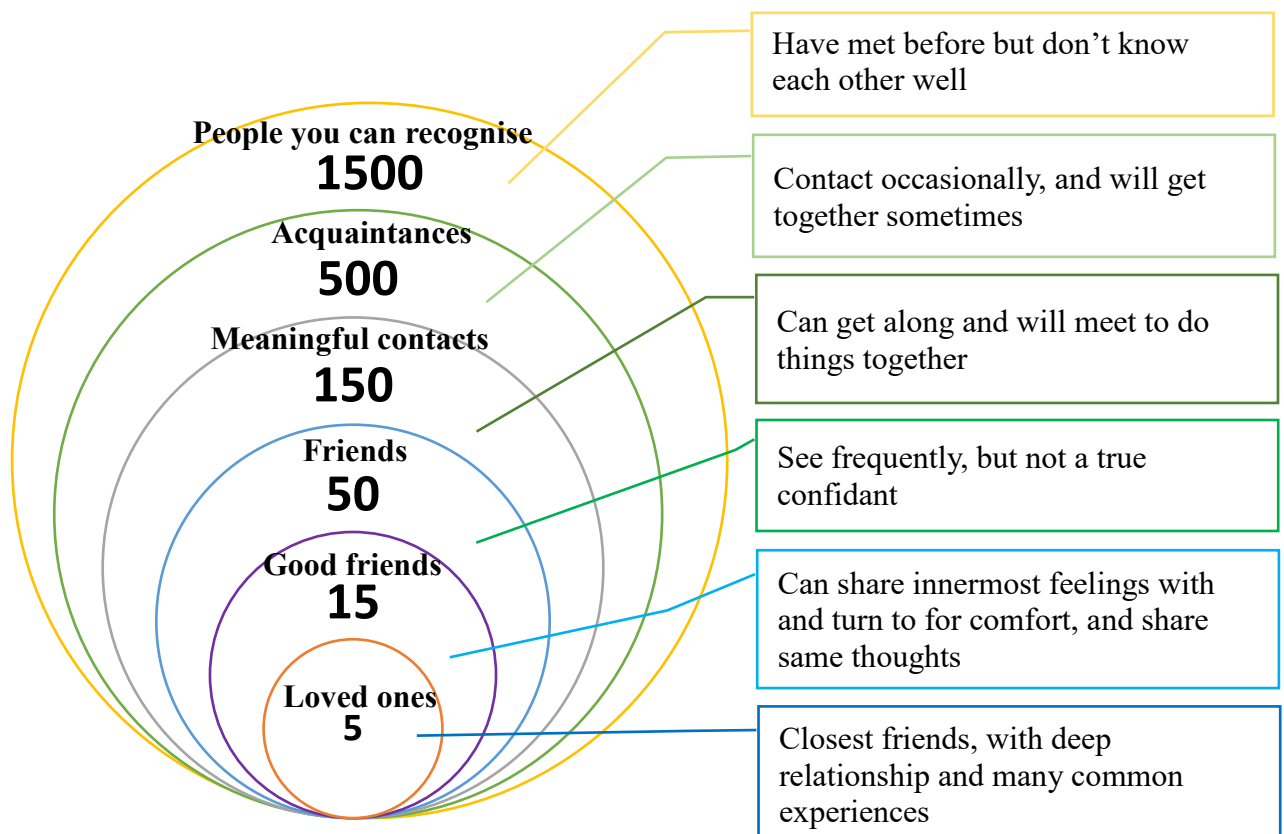 People you can recognise
1500
Acquaintances
500
Meaningful contacts
150
Friends
50
Good friends
15
Loved ones
5
Have met before but don’t know
each other well
Contact occasionally, and will get
together sometimes
Can get along and will meet to do
things together
See frequently, but not a true
confidant
Can share innermost feelings with
and turn to for comfort, and share
same thoughts
Closest friends, with deep
relationship and many common
experiences